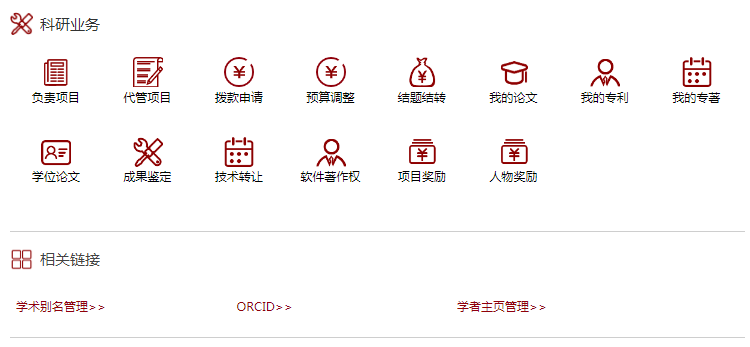 科研业务
负责项目 代管项目 拨款申请 预算调整 结题结转 我的论文 我的专利 我的专著
学位论文 成果鉴定 技术转让 软件著作权 项目奖励 人物奖励
相关链接
学术别名管理>> ORCID>> 学者主页管理>>